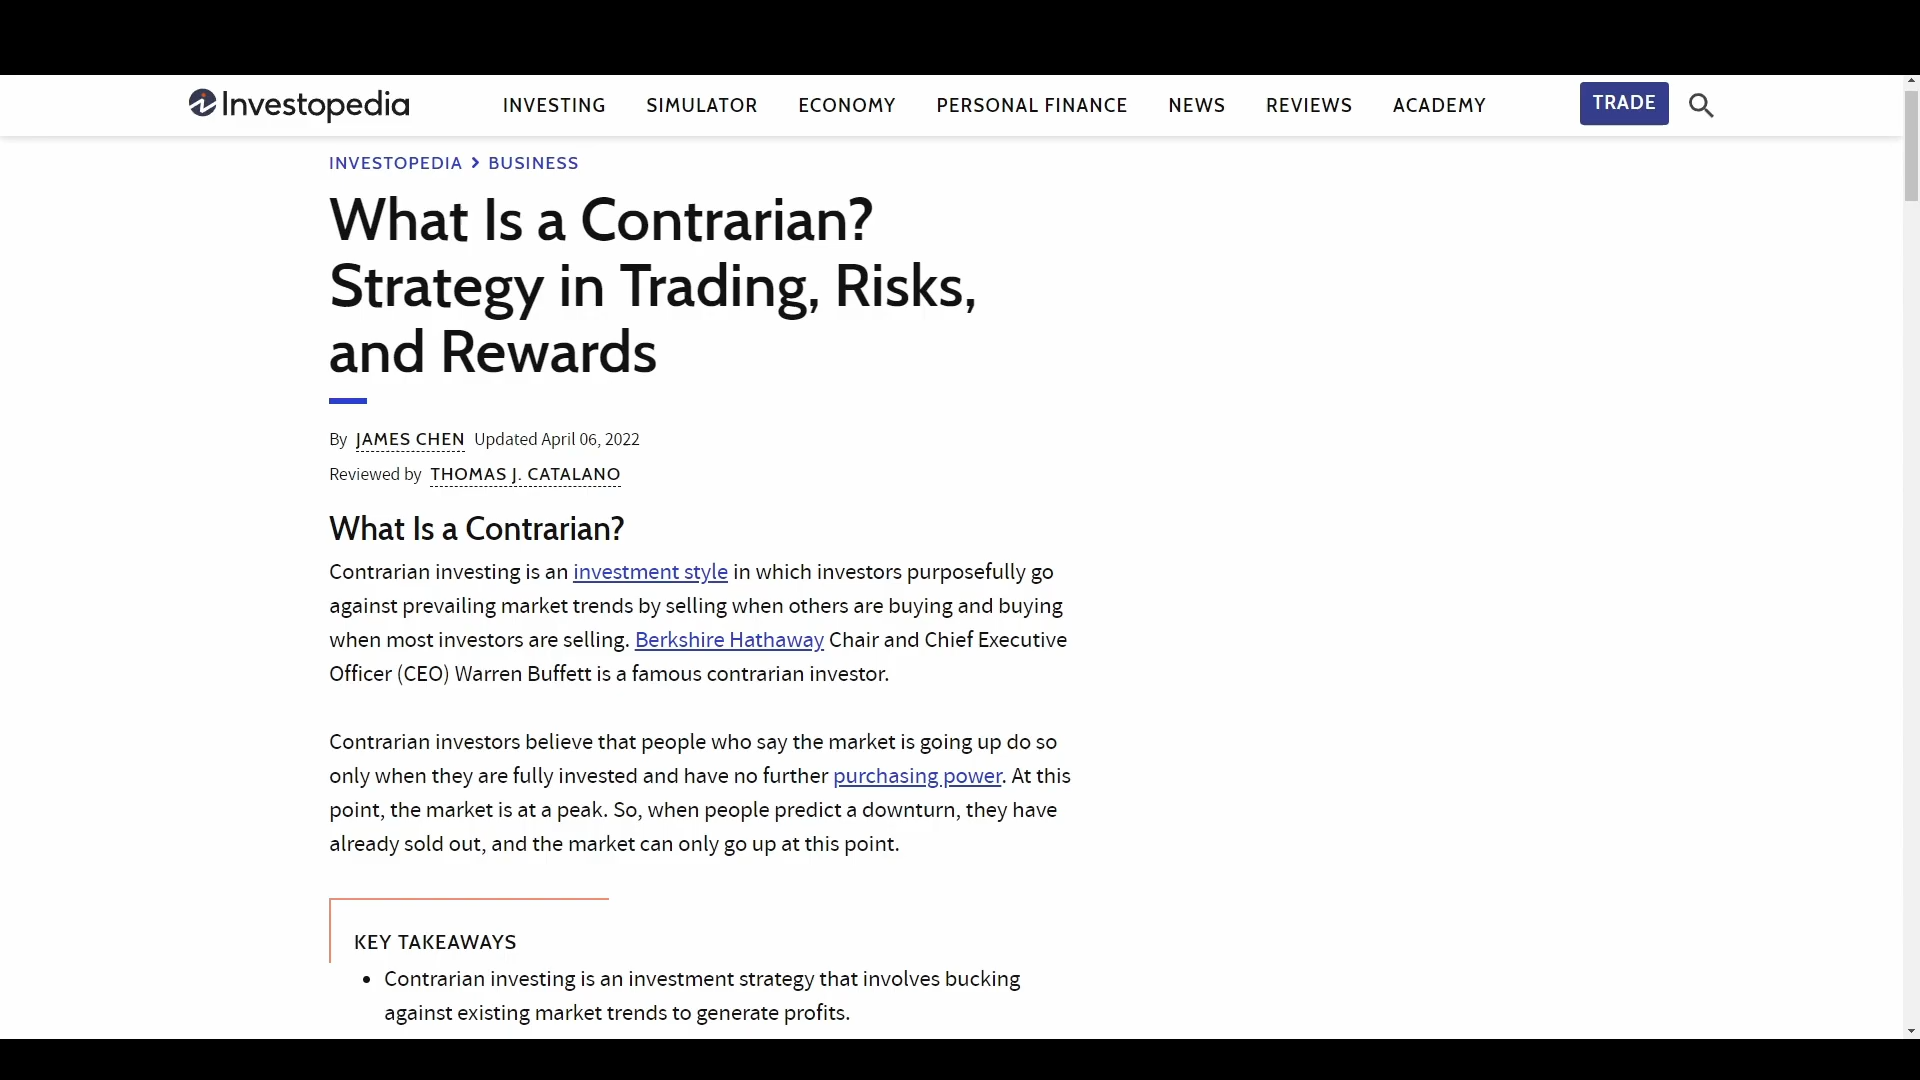 Investopedia
INVESTING SIMULATOR ECONOMY PERSONAL FINANCE NEWS REVIEWS ACADEMY TRADE
INVESTOPEDIA > BUSINESS
What Is a Contrarian?
Strategy in Trading, Risks,
and Rewards
By JAMES CHEN Updated April 06, 2022
Reviewed by THOMAS J. CATALANO
What Is a Contrarian?
Contrarian investing is an investment style in which investors purposefully go
against prevailing market trends by selling when others are buying and buying
when most investors are selling. Berkshire Hathaway Chair and Chief Executive
Officer (CEO) Warren Buffett is a famous contrarian investor.
Contrarian investors believe that people who say the market is going up do so
only when they are fully invested and have no further purchasing power. At this
point, the market is at a peak. So, when people predict a downturn, they have
already sold out, and the market can only go up at this point.
KEY TAKEAWAYS
• Contrarian investing is an investment strategy that involves bucking
against existing market trends to generate profits.